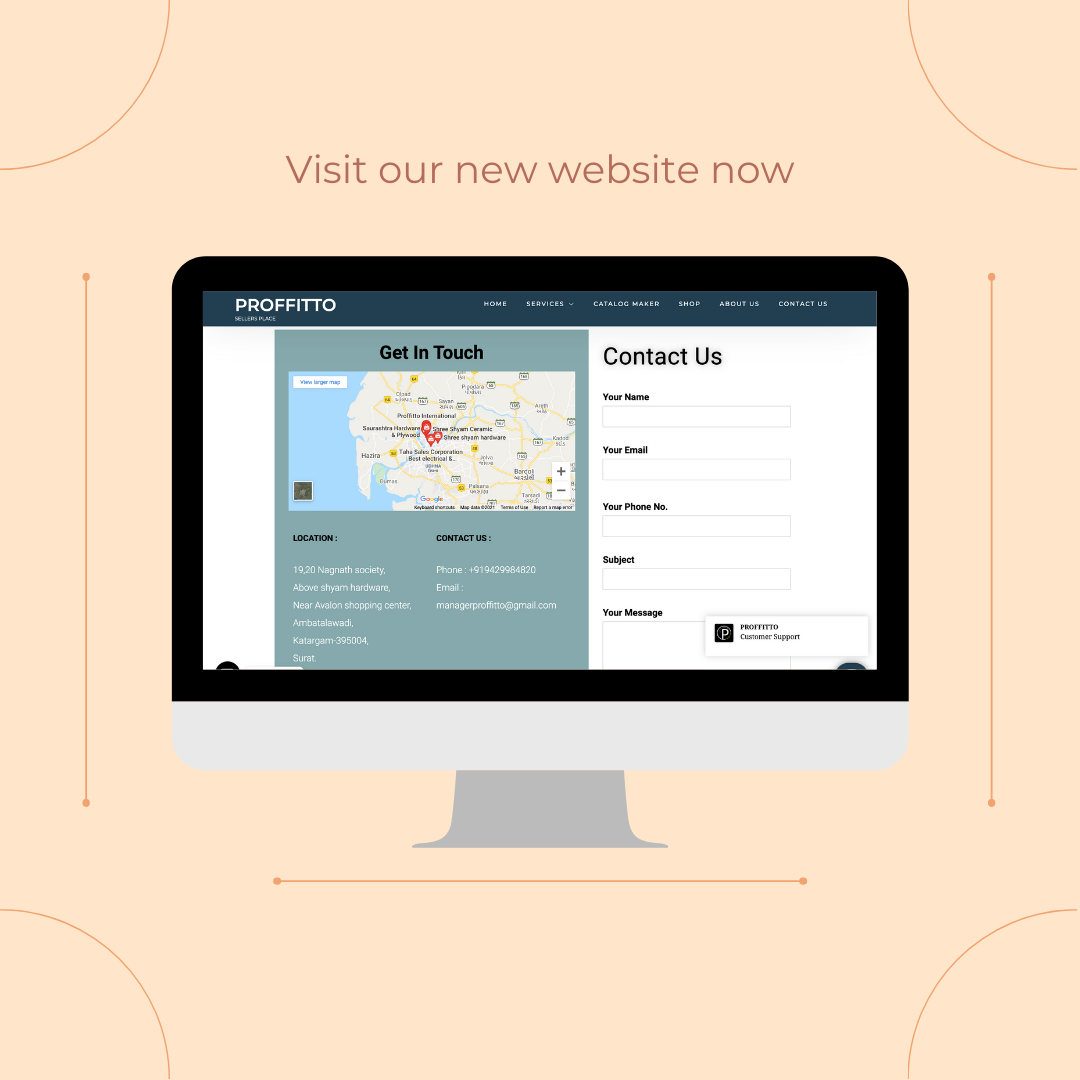 Visit our new website now
PROFFITTO
SELLERS PLACE
HOME
SERVICES
CATALOG MAKER
SHOP
ABOUT US
CONTACT US
Get In Touch
View larger map
Proffitto International
Saurashtra Hardware
& Plywood
Shree Shyam Ceramic
Shree shyam hardware
Taha Sales Corporation
Best electrical &...
Hazira
Google
Keyboard shortcuts
Map data ©2021
Terms of Use
Report a map error
LOCATION :
19,20 Nagnath society,
Above shyam hardware,
Near Avalon shopping center,
Ambatalawadi,
Katargam-395004,
Surat.
CONTACT US :
Phone : +919429984820
Email :
managerproffitto@gmail.com
Contact Us
Your Name
Your Email
Your Phone No.
Subject
Your Message
PROFFITTO
Customer Support